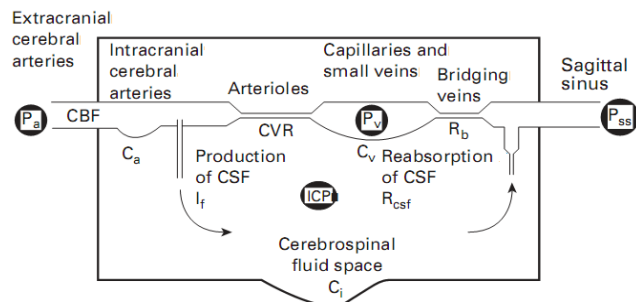 Extracranial
cerebral
arteries
Intracranial
cerebral
arteries
Arterioles
Capillaries and
small veins
Bridging
veins
Sagittal
sinus
Pa
CBF
Ca
CVR
Pv
Cv
Rb
Pss
Production
of CSF
If
ICP
Reabsorption
of CSF
Rcsf
Cerebrospinal
fluid space
Ci